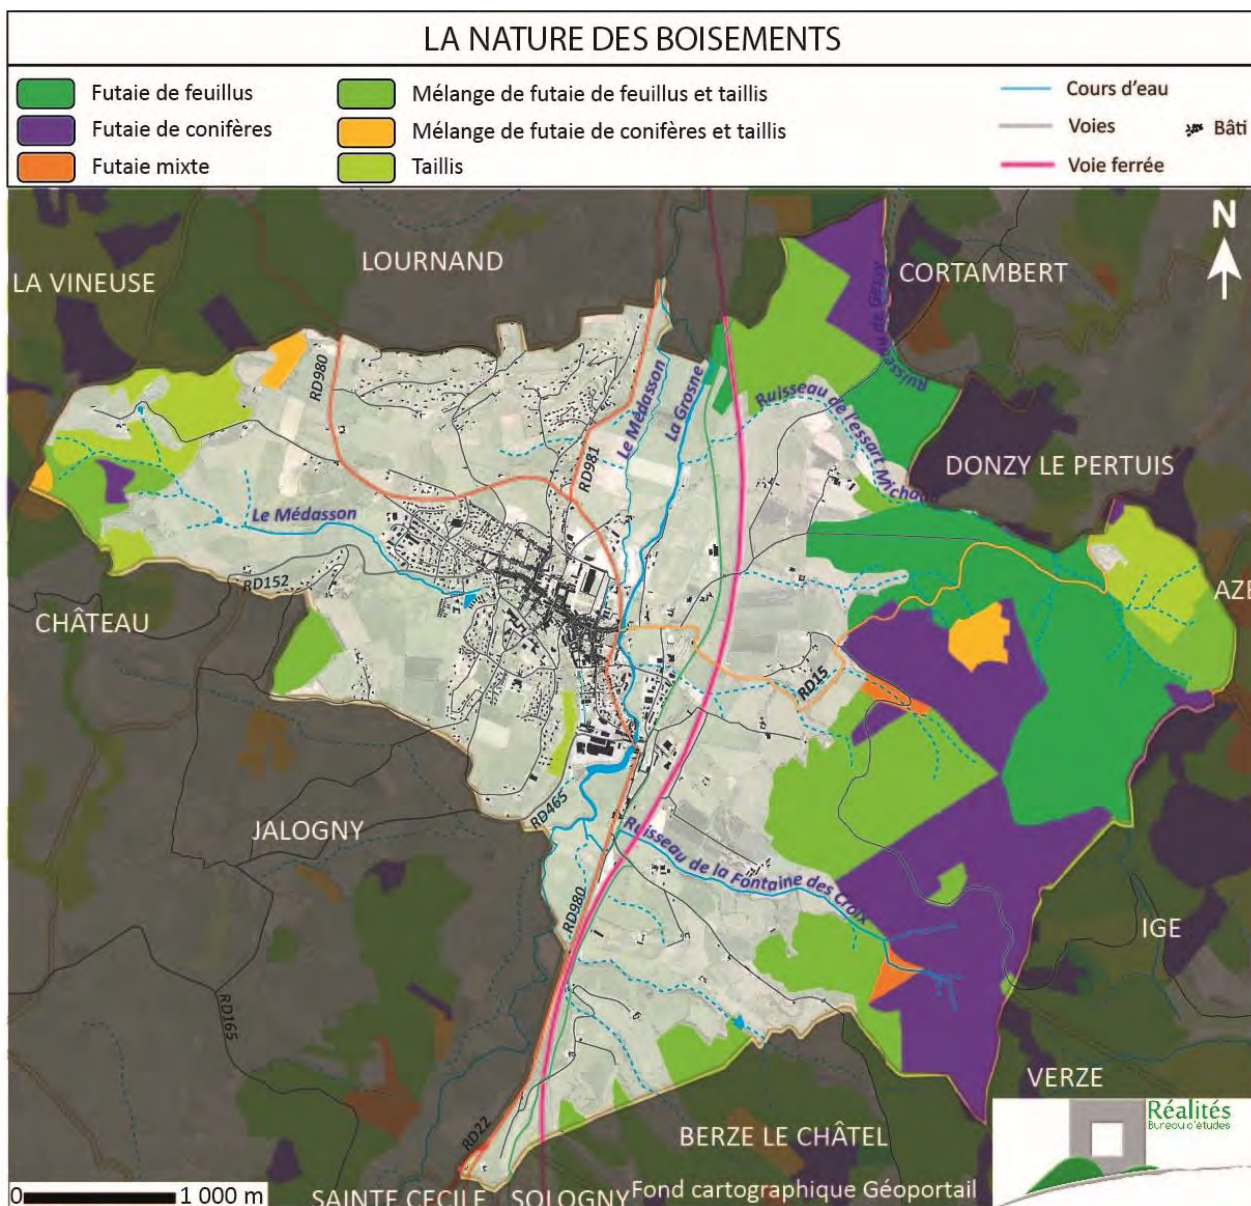 LA NATURE DES BOISEMENTS
Futaie de feuillus
Futaie de conifères
Futaie mixte
Mélange de futaie de feuillus et taillis
Mélange de futaie de conifères et taillis
Taillis
Cours d'eau
Voies
Bâti
Voie ferrée
N
LOURNAND
CORTAMBERT
LA VINEUSE
RD980
RD981
Le Médasson
La Grosne
Ruisseau de l'essart Michaud
DONZY LE PERTUIS
Le Médasson
RD152
CHÂTEAU
AZE
RD15
RD465
JALOGNY
Ruisseau de la Fontaine des Croix
RD980
IGE
RD165
VERZE
RD22
BERZE LE CHÂTEL
Réalités
Bureau d'études
0 1 000 m
SAINTE CECILE
SOLOGNY
Fond cartographique Géoportail